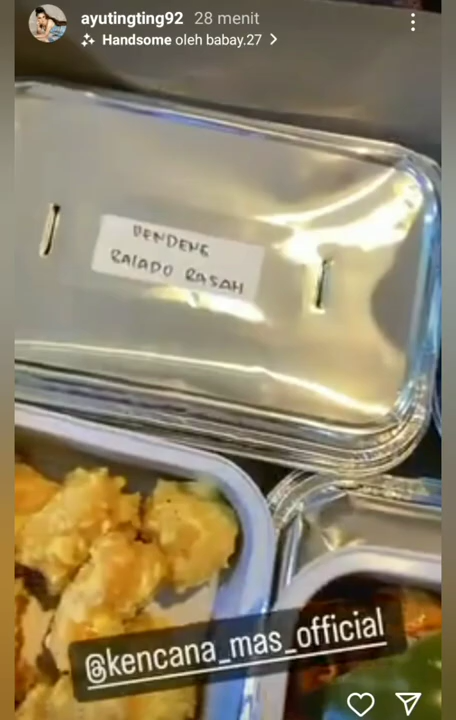 ayutingting92 28 menit
Handsome oleh babay.27 >
DENDENG
BALADO BASAH
@kencana_mas_official